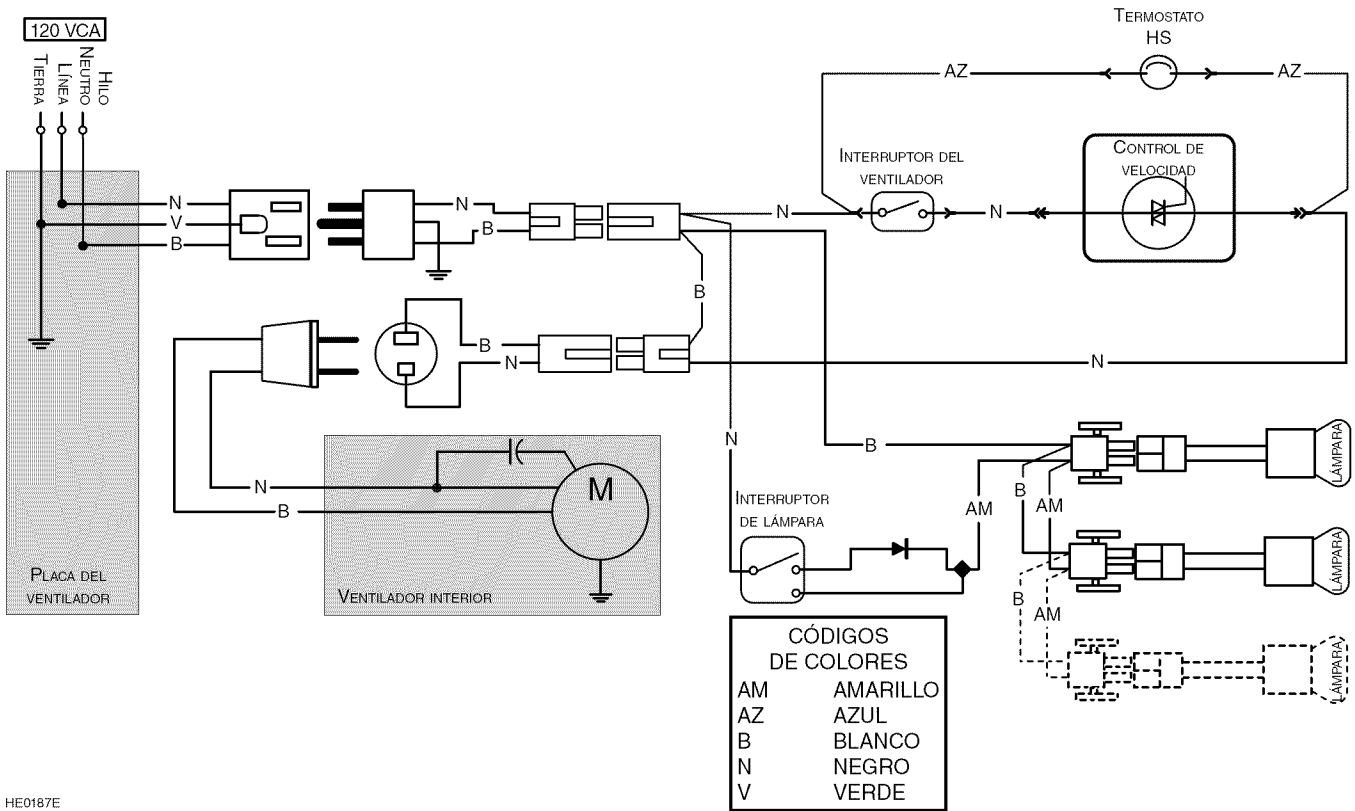 120 VCA
TIERRA
LÍNEA
NEUTRO
HILO
TERMOSTATO
HS
AZ
AZ
INTERRUPTOR DEL
VENTILADOR
CONTROL DE
VELOCIDAD
N
V
B
N
B
N
N
B
B
N
N
N
B
N
B
M
INTERRUPTOR
DE LÁMPARA
AM
B
AM
B
AM
LÁMPARA
LÁMPARA
LÁMPARA
PLACA DEL
VENTILADOR
VENTILADOR INTERIOR
CÓDIGOS
DE COLORES
AM AMARILLO
AZ AZUL
B BLANCO
N NEGRO
V VERDE
HE0187E